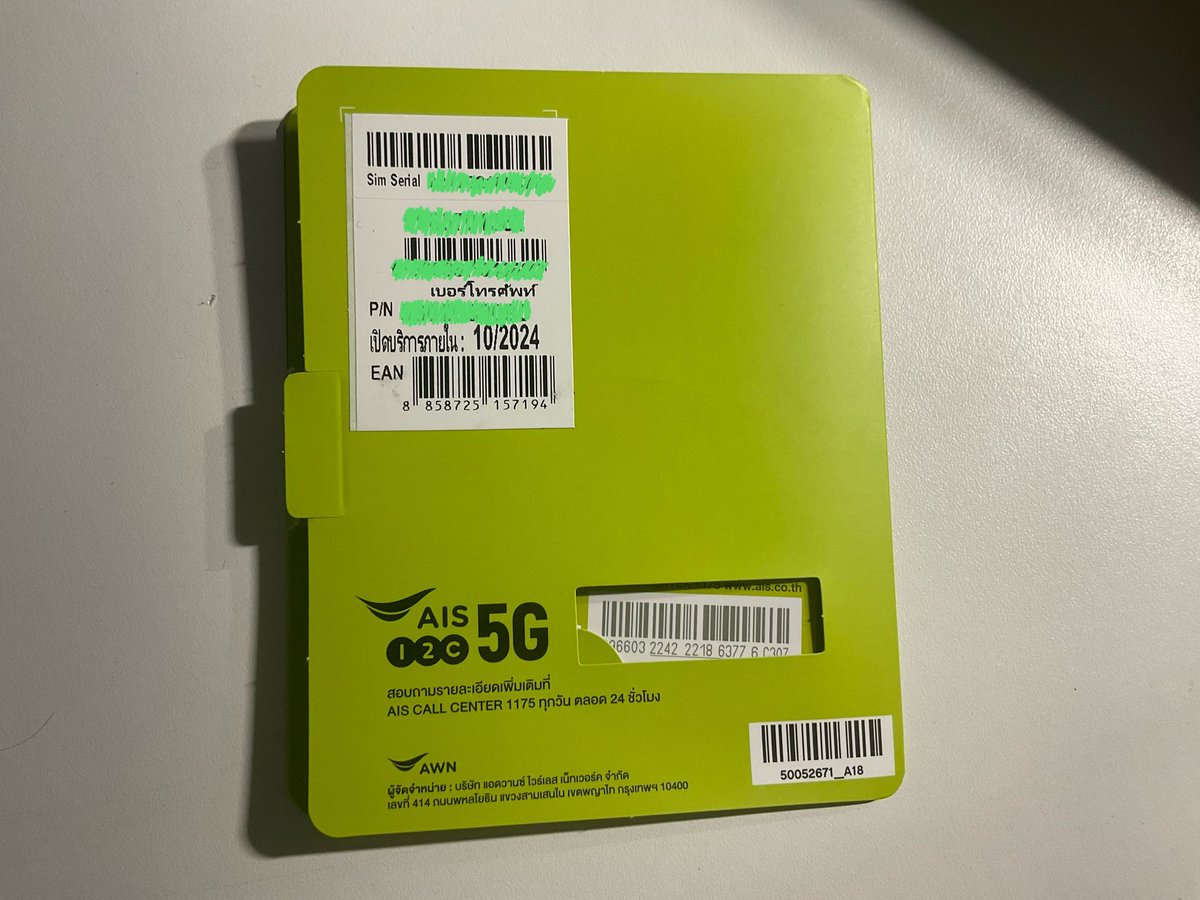 Sim Serial
เบอร์โทรศัพท์
P/N
เปิดบริการภายใน : 10/2024
EAN
8 858725 157194
www.ais.co.th
36603 2242 2218 6377 6 C307
AIS
12C 5G
สอบถามรายละเอียดเพิ่มเติมที่
AIS CALL CENTER 1175 ทุกวัน ตลอด 24 ชั่วโมง
50052671_A18
AWN
ผู้จัดจำหน่าย : บริษัท แอดวานซ์ ไวร์เลส เน็ทเวอร์ค จำกัด
เลขที่ 414 ถนนพหลโยธิน แขวงสามเสนใน เขตพญาไท กรุงเทพฯ 10400